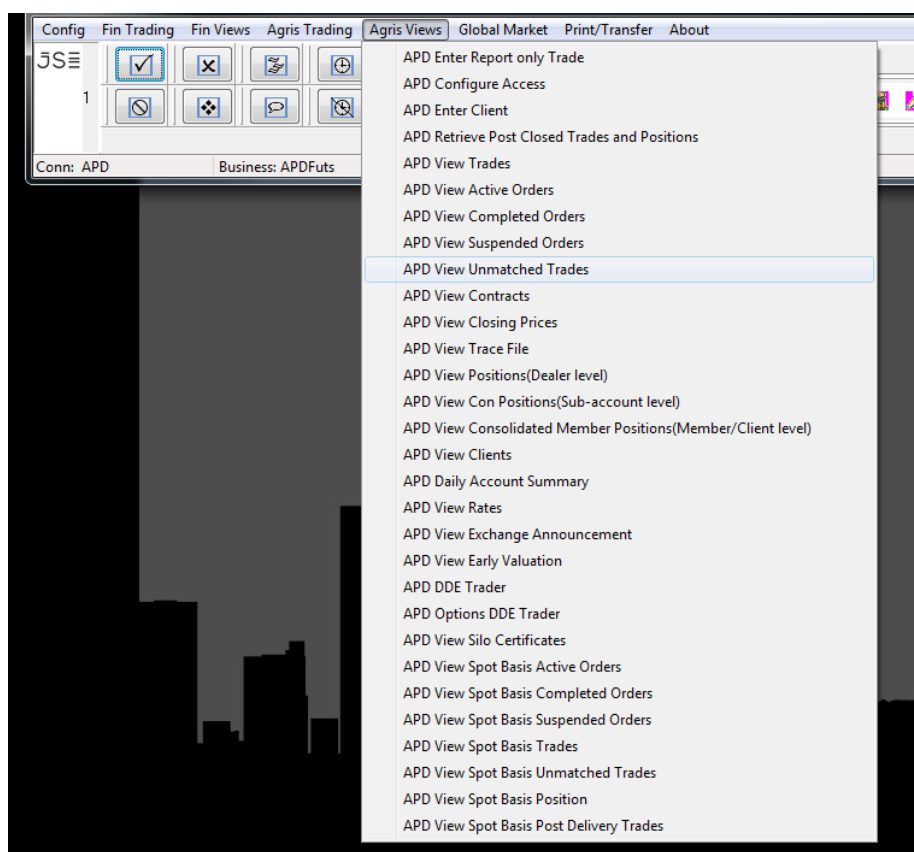 Config Fin Trading Fin Views Agris Trading Agris Views Global Market Print/Transfer About
JSE
1
Conn: APD Business: APDFuts
APD Enter Report only Trade
APD Configure Access
APD Enter Client
APD Retrieve Post Closed Trades and Positions
APD View Trades
APD View Active Orders
APD View Completed Orders
APD View Suspended Orders
APD View Unmatched Trades
APD View Contracts
APD View Closing Prices
APD View Trace File
APD View Positions(Dealer level)
APD View Con Positions(Sub-account level)
APD View Consolidated Member Positions(Member/Client level)
APD View Clients
APD Daily Account Summary
APD View Rates
APD View Exchange Announcement
APD View Early Valuation
APD DDE Trader
APD Options DDE Trader
APD View Silo Certificates
APD View Spot Basis Active Orders
APD View Spot Basis Completed Orders
APD View Spot Basis Suspended Orders
APD View Spot Basis Trades
APD View Spot Basis Unmatched Trades
APD View Spot Basis Position
APD View Spot Basis Post Delivery Trades